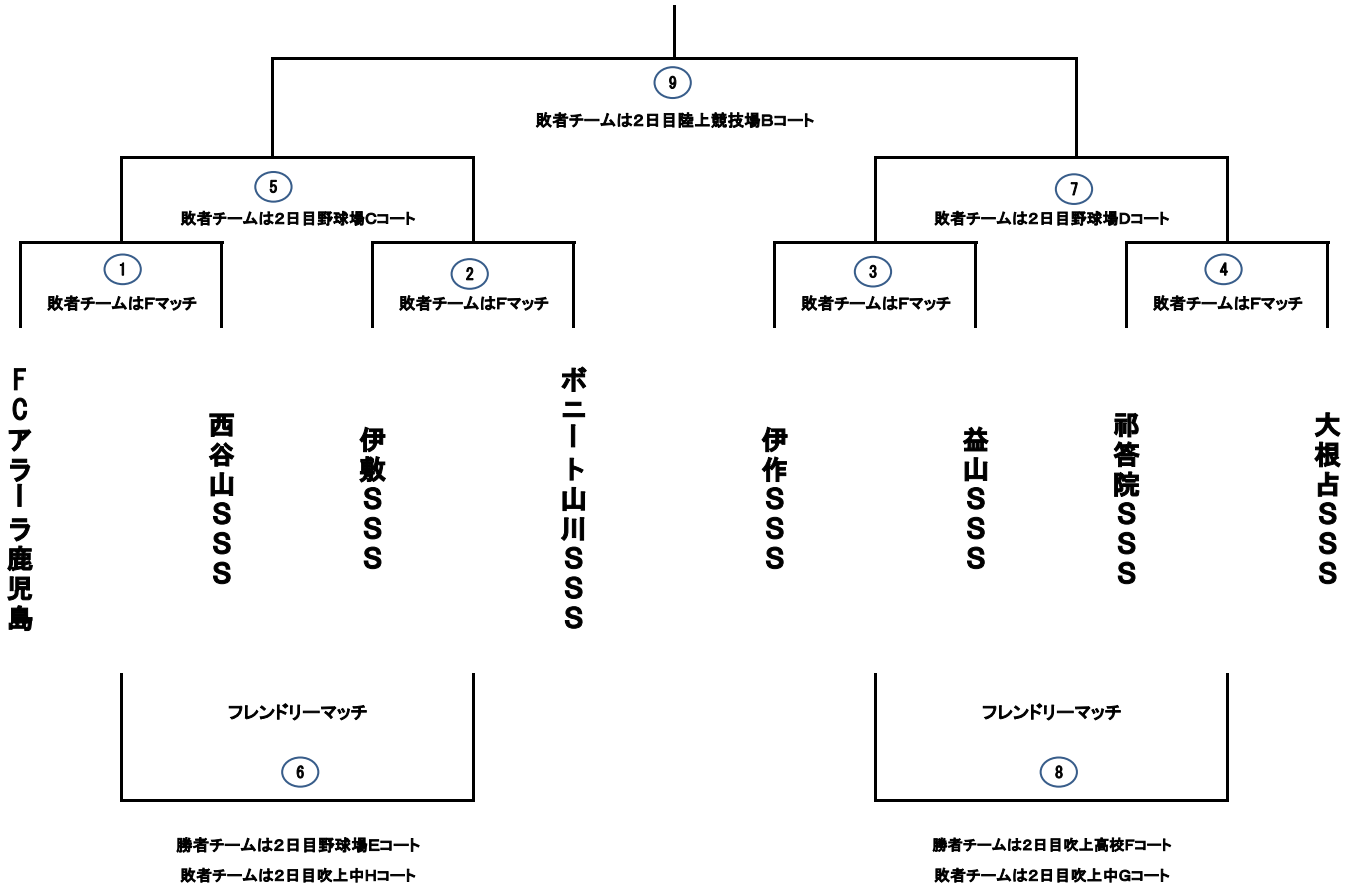 9
敗者チームは２日目陸上競技場Bコート
5
敗者チームは２日目野球場Cコート
7
敗者チームは２日目野球場Dコート
1
敗者チームはFマッチ
2
敗者チームはFマッチ
3
敗者チームはFマッチ
4
敗者チームはFマッチ
FCアラーラ鹿児島
西谷山SSS
伊敷SSS
ボニート山川SSS
伊作SSS
益山SSS
祁答院SSS
大根占SSS
フレンドリーマッチ
6
勝者チームは２日目野球場Eコート
敗者チームは２日目吹上中Hコート
フレンドリーマッチ
8
勝者チームは２日目吹上高校Fコート
敗者チームは２日目吹上中Gコート